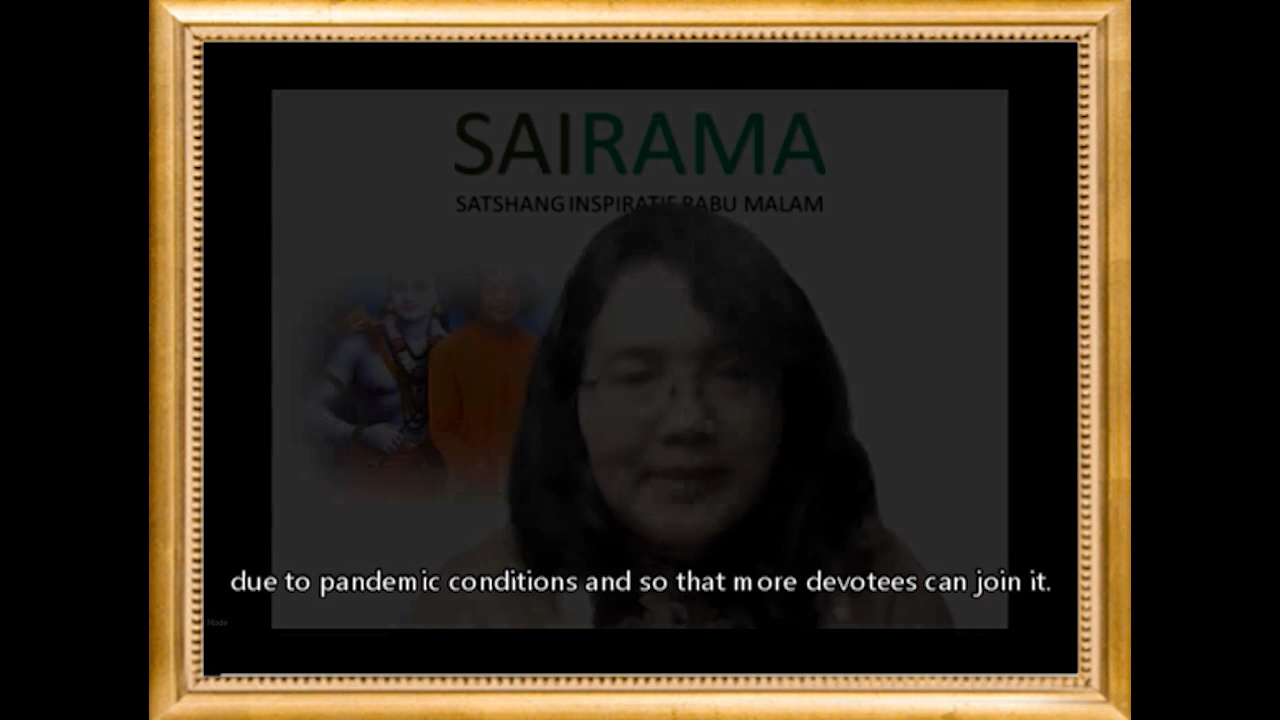 SAIRAMA
SATSHANG INSPIRATIF RABU MALAM
due to pandemic conditions and so that more devotees can join it.